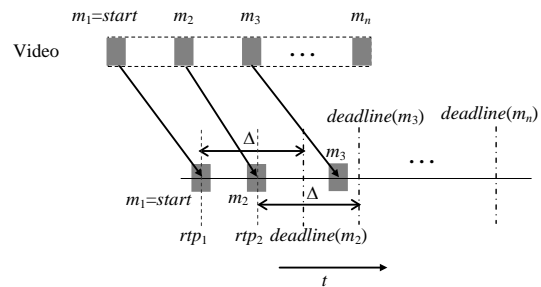 m1=start m2 m3 mn
Video ...
deadline(m3) deadline(mn)
Δ
m3 ...
m1=start m2
Δ
rtp1 rtp2 deadline(m2)
t